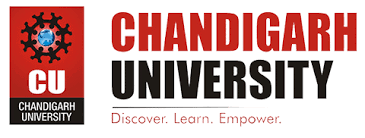 CU
CHANDIGARH
UNIVERSITY
CHANDIGARH
UNIVERSITY
Discover. Learn. Empower.